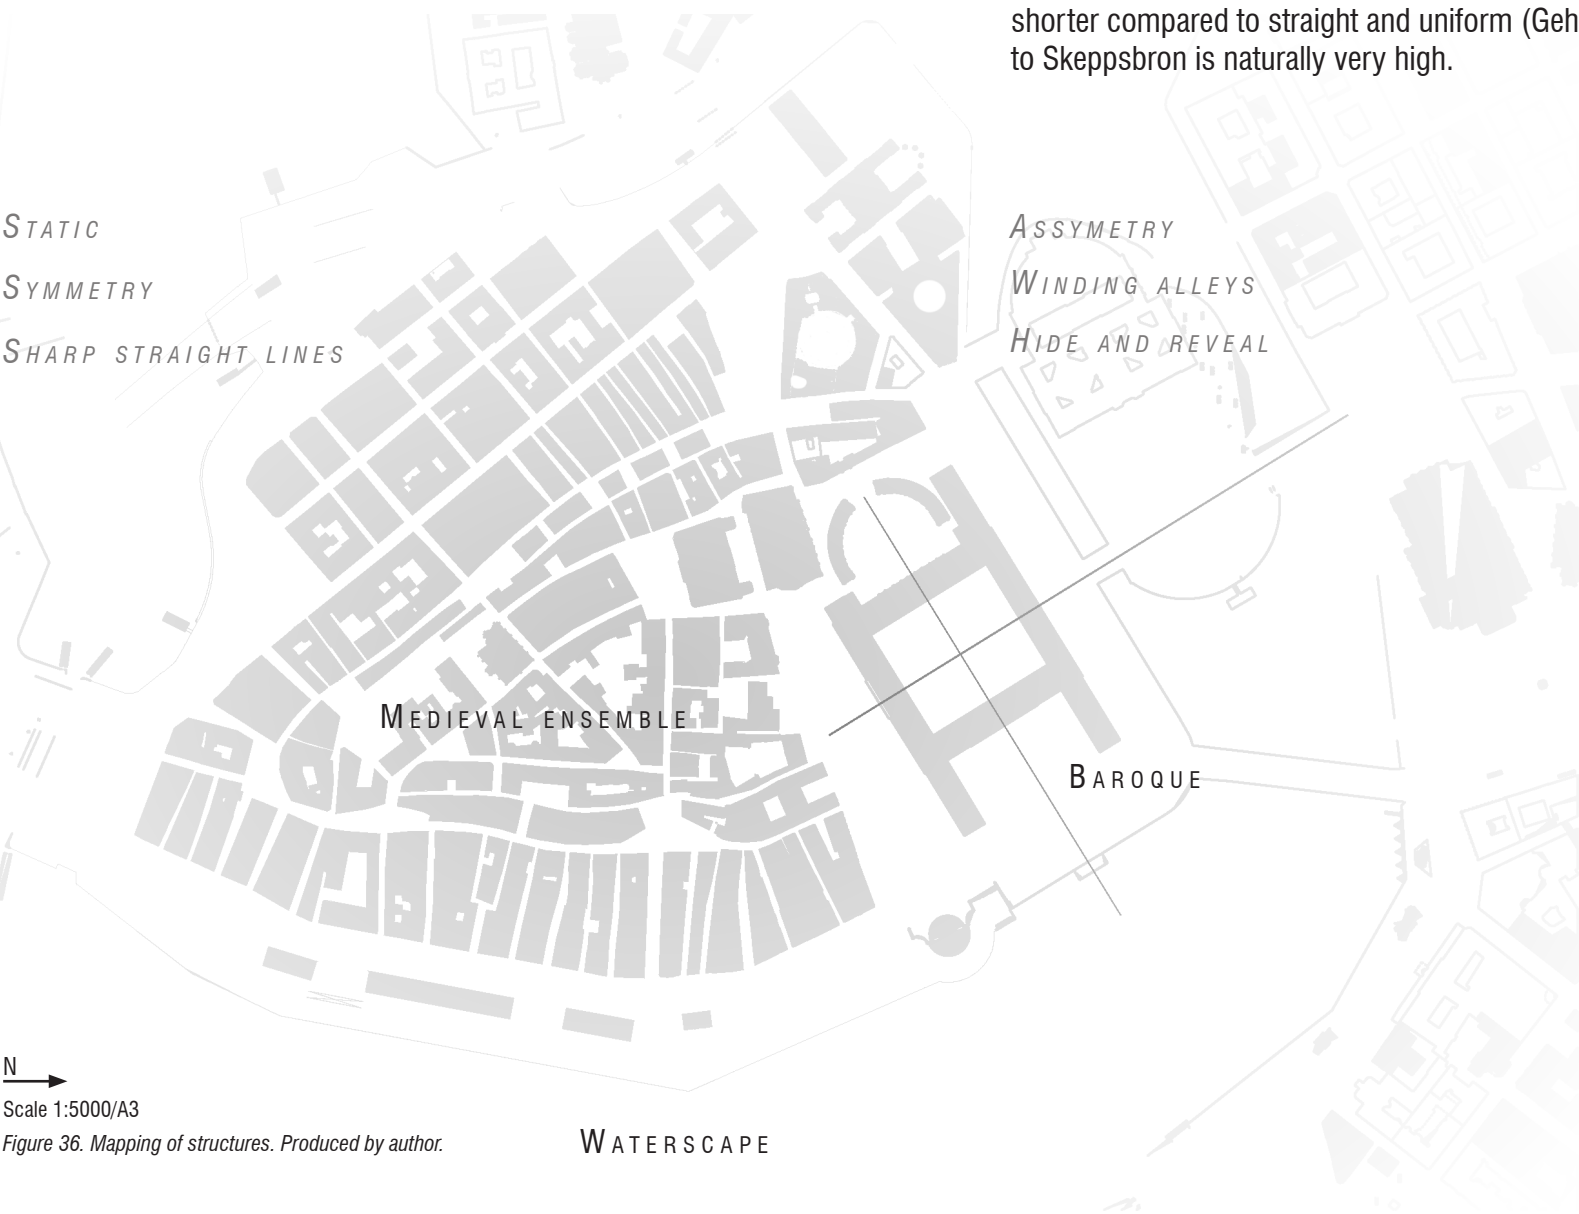 shorter compared to straight and uniform (Geh
to Skeppsbron is naturally very high.
STATIC
SYMMETRY
SHARP STRAIGHT LINES
ASSYMETRY
WINDING ALLEYS
HIDE AND REVEAL
MEDIEVAL ENSEMBLE
BAROQUE
N
Scale 1:5000/A3
Figure 36. Mapping of structures. Produced by author.
WATERSCAPE